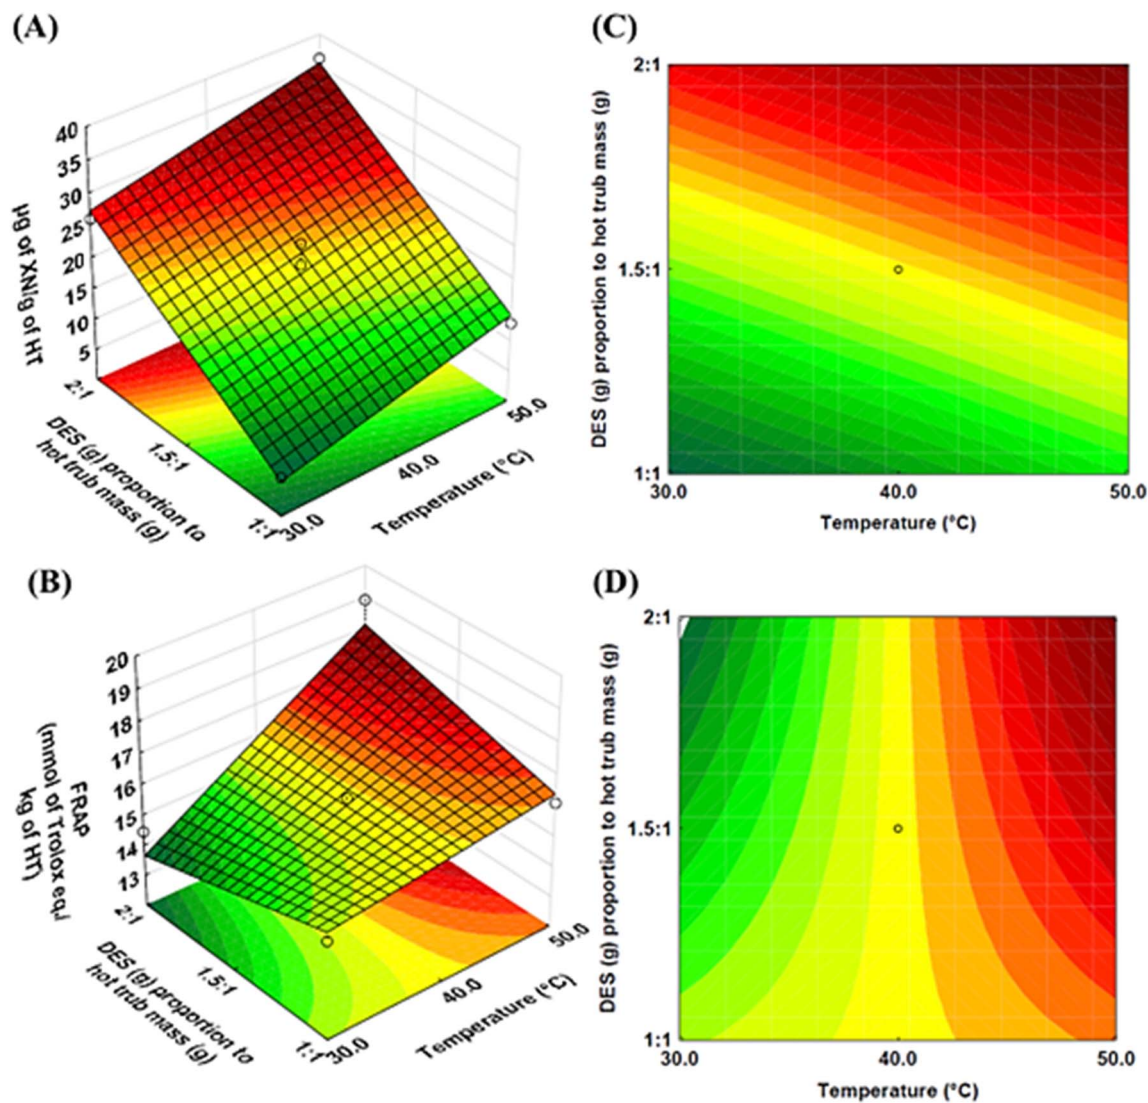 (A)
40
35
30
25
20
15
10
5
µg of XN/g of HT
2:1
1.5:1
1:1
DES (g) proportion to
hot trub mass (g)
30.0
40.0
50.0
Temperature (°C)
(C)
2:1
1.5:1
1:1
DES (g) proportion to hot trub mass (g)
30.0 40.0 50.0
Temperature (°C)
(B)
20
19
18
17
16
15
14
13
FRAP
(mmol of Trolox eq./
kg of HT)
2:1
1.5:1
1:1
DES (g) proportion to
hot trub mass (g)
30.0
40.0
50.0
Temperature (°C)
(D)
2:1
1.5:1
1:1
DES (g) proportion to hot trub mass (g)
30.0 40.0 50.0
Temperature (°C)